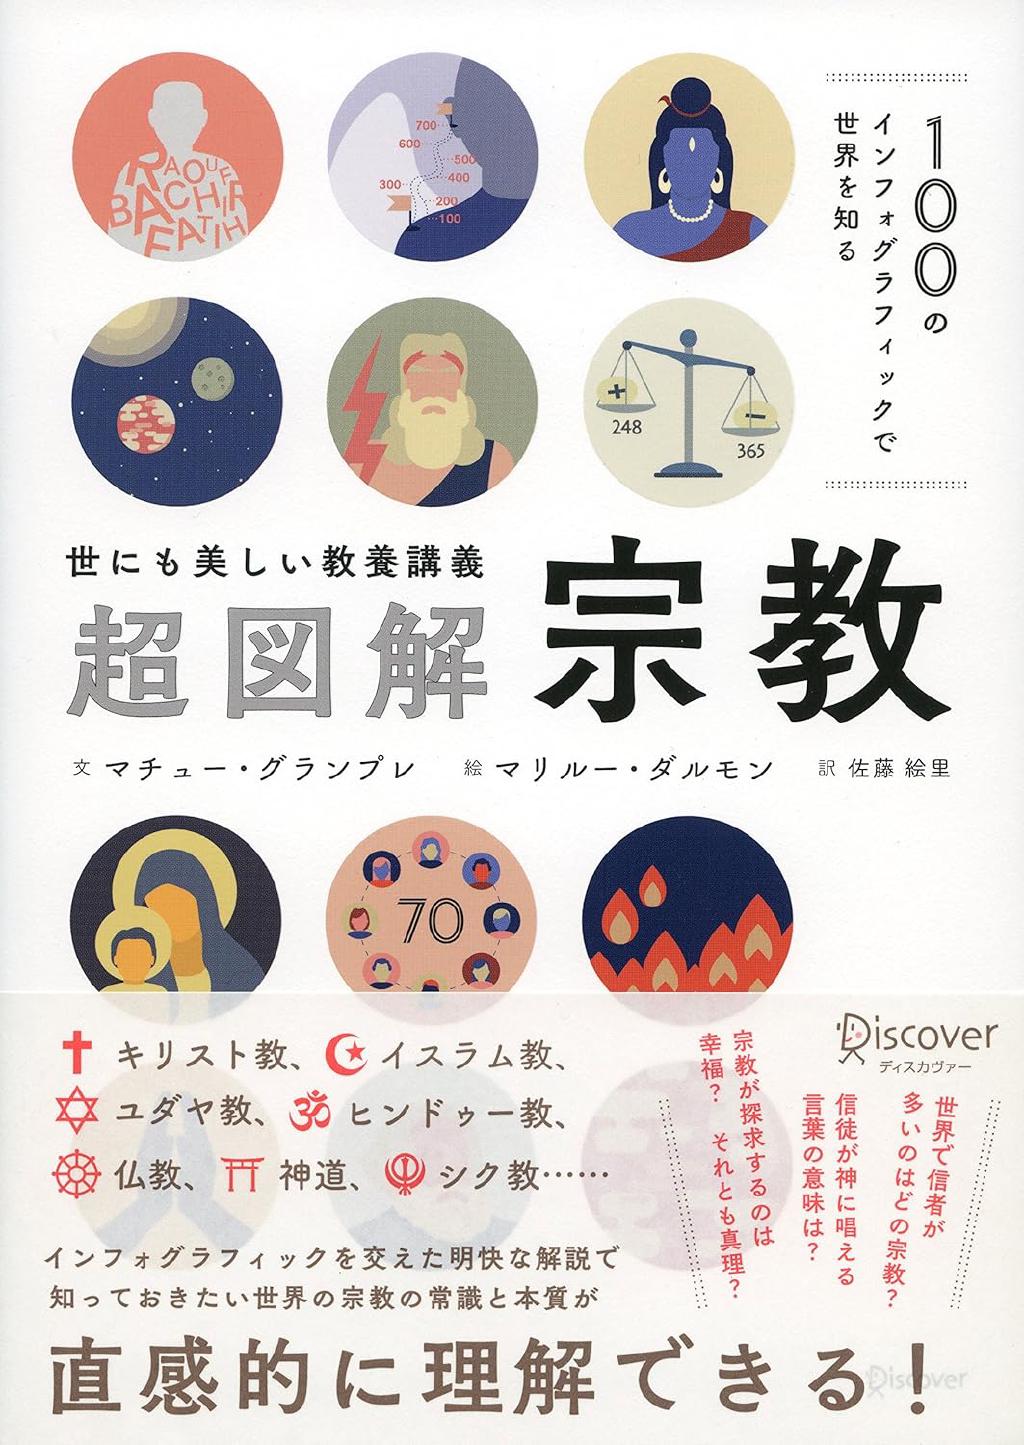 100の
インフォグラフィックで
世界を知る
RAOUF
BACHIR
FATIH
700
600
500
400
300
200
100
248
365
世にも美しい教養講義
超図解 宗教
文 マチュー・グランプレ 絵 マリルー・ダルモン 訳 佐藤 絵里
70
キリスト教、イスラム教、
ユダヤ教、ヒンドゥー教、
仏教、神道、シク教……
Discover
ディスカヴァー
世界で信者が
多いのはどの宗教?
信徒が神に唱える
言葉の意味は?
宗教が探求するのは
幸福? それとも真理?
インフォグラフィックを交えた明快な解説で
知っておきたい世界の宗教の常識と本質が
直感的に理解できる!
Discover